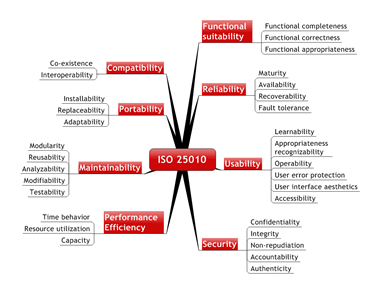 Functional
suitability
Functional completeness
Functional correctness
Functional appropriateness
Co-existence
Interoperability
Compatibility
Reliability
Maturity
Availability
Recoverability
Fault tolerance
Installability
Replaceability
Adaptability
Portability
ISO 25010
Modularity
Reusability
Analyzability
Modifiability
Testability
Maintainability
Usability
Learnability
Appropriateness
recognizability
Operability
User error protection
User interface aesthetics
Accessibility
Time behavior
Resource utilization
Capacity
Performance
Efficiency
Security
Confidentiality
Integrity
Non-repudiation
Accountability
Authenticity